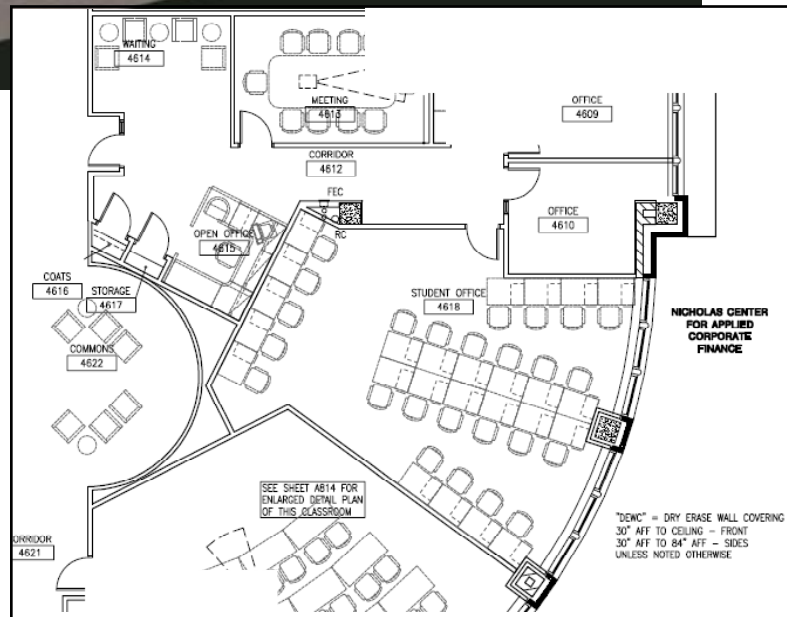 WAITING
4614
MEETING
4613
OFFICE
4609
CORRIDOR
4612
FEC
RC
OFFICE
4610
OPEN OFFICE
4615
COATS
4616
STORAGE
4617
STUDENT OFFICE
4618
NICHOLAS CENTER
FOR APPLIED
CORPORATE
FINANCE
COMMONS
4622
SEE SHEET A814 FOR
ENLARGED DETAIL PLAN
OF THIS CLASSROOM
"DEWC" = DRY ERASE WALL COVERING
30" AFF TO CEILING - FRONT
30" AFF TO 84" AFF - SIDES
UNLESS NOTED OTHERWISE
ORRIDOR
4621